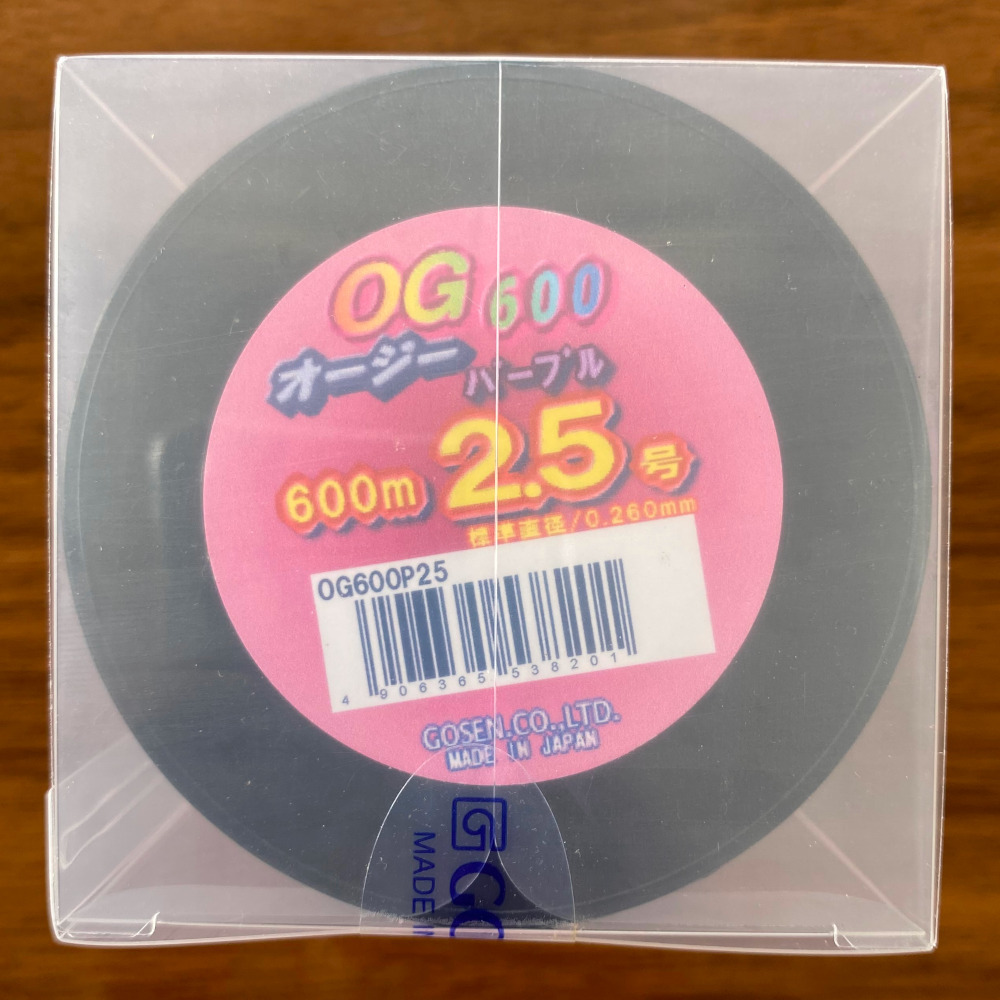 OG 600
オージー パープル
600m 2.5号
標準直径/0.260mm
OG600P25
4 906365 538201
GOSEN.CO.,LTD.
MADE IN JAPAN
MADE